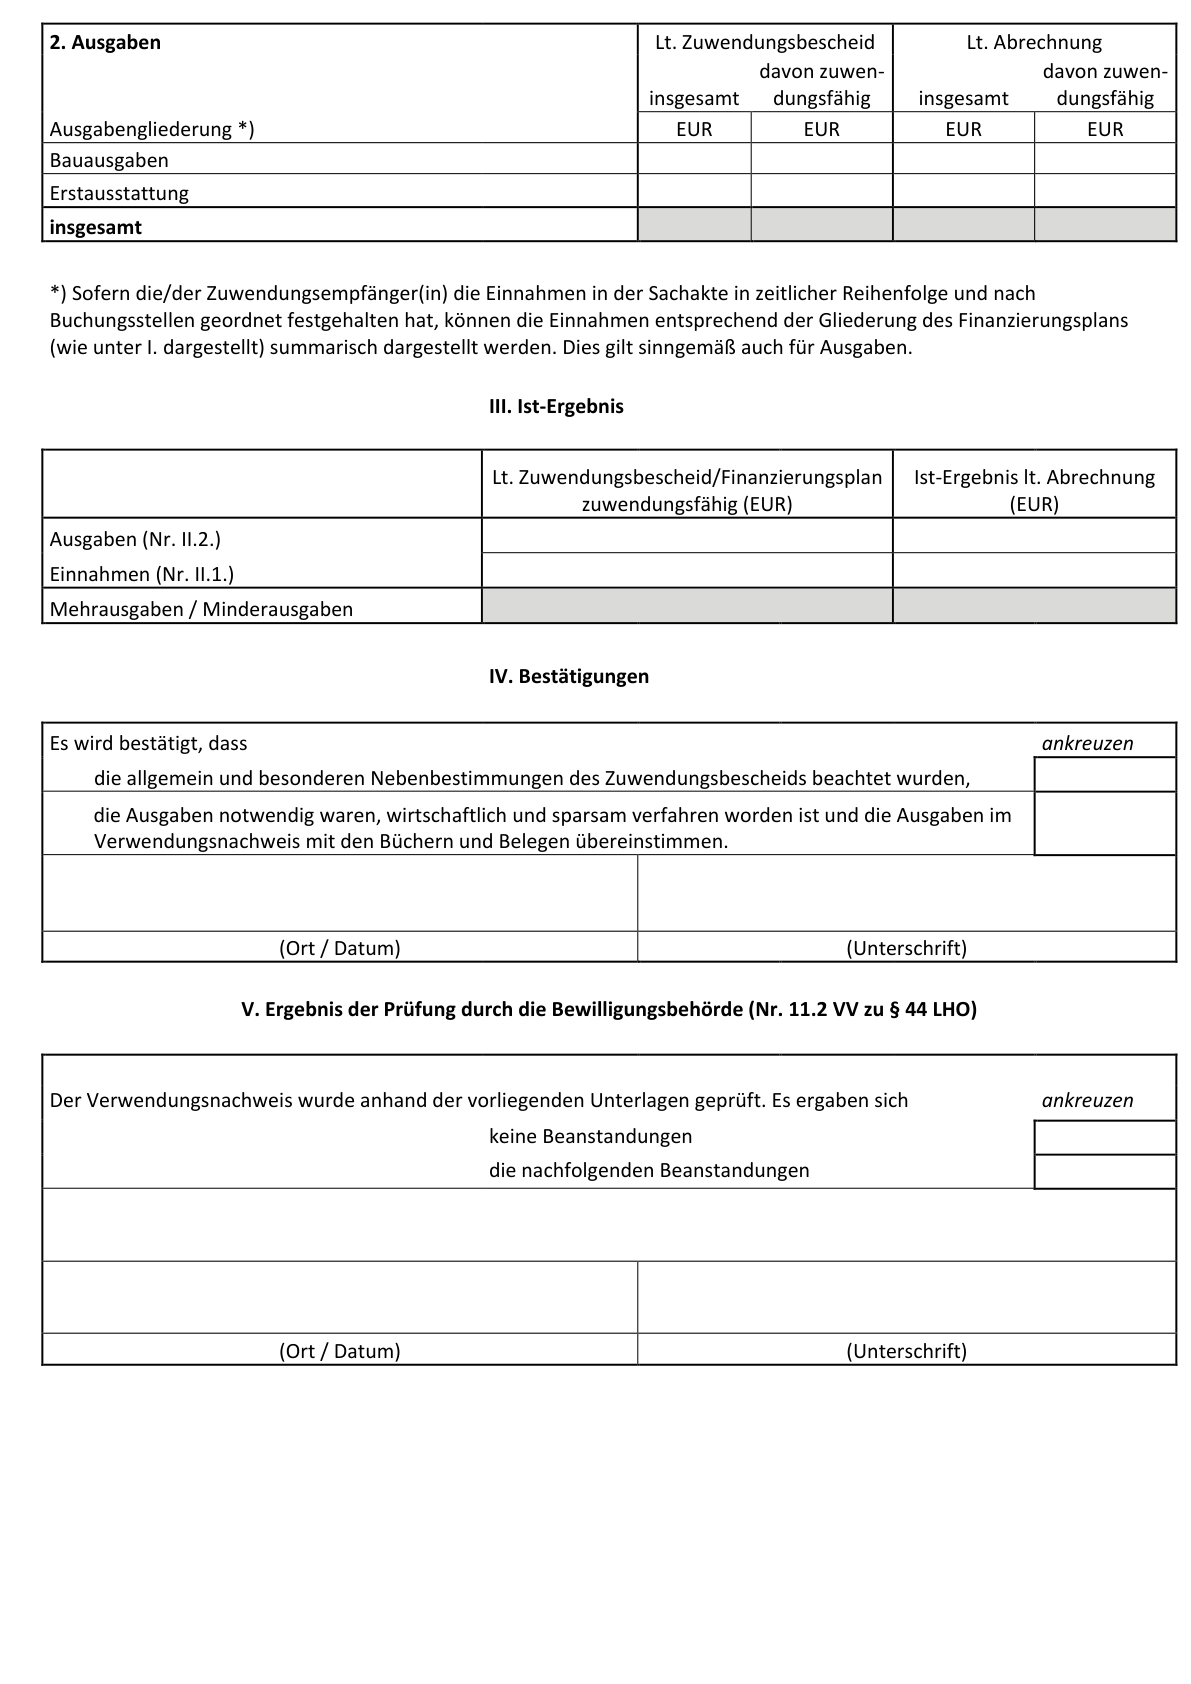 2. Ausgaben
Lt. Zuwendungsbescheid
Lt. Abrechnung
insgesamt
davon zuwen-
dungsfähig
insgesamt
davon zuwen-
dungsfähig
Ausgabengliederung *)
EUR
EUR
EUR
EUR
Bauausgaben
Erstausstattung
insgesamt
*) Sofern die/der Zuwendungsempfänger(in) die Einnahmen in der Sachakte in zeitlicher Reihenfolge und nach
Buchungsstellen geordnet festgehalten hat, können die Einnahmen entsprechend der Gliederung des Finanzierungsplans
(wie unter I. dargestellt) summarisch dargestellt werden. Dies gilt sinngemäß auch für Ausgaben.
III. Ist-Ergebnis
Lt. Zuwendungsbescheid/Finanzierungsplan
zuwendungsfähig (EUR)
Ist-Ergebnis lt. Abrechnung
(EUR)
Ausgaben (Nr. II.2.)
Einnahmen (Nr. II.1.)
Mehrausgaben / Minderausgaben
IV. Bestätigungen
Es wird bestätigt, dass
ankreuzen
die allgemein und besonderen Nebenbestimmungen des Zuwendungsbescheids beachtet wurden,
die Ausgaben notwendig waren, wirtschaftlich und sparsam verfahren worden ist und die Ausgaben im
Verwendungsnachweis mit den Büchern und Belegen übereinstimmen.
(Ort / Datum)
(Unterschrift)
V. Ergebnis der Prüfung durch die Bewilligungsbehörde (Nr. 11.2 VV zu § 44 LHO)
Der Verwendungsnachweis wurde anhand der vorliegenden Unterlagen geprüft. Es ergaben sich
ankreuzen
keine Beanstandungen
die nachfolgenden Beanstandungen
(Ort / Datum)
(Unterschrift)